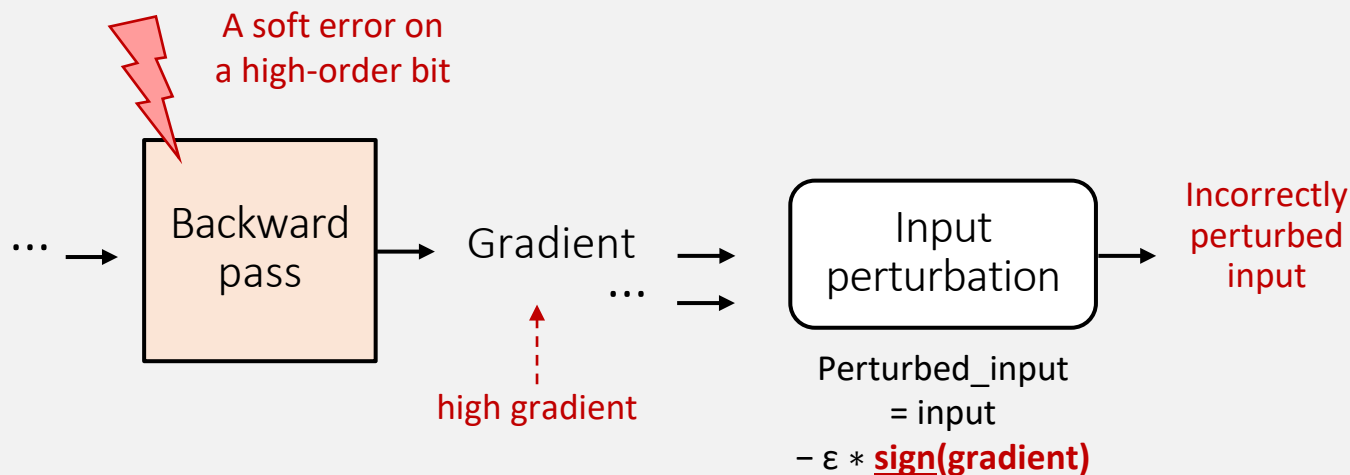 A soft error on
a high-order bit
...
Backward
pass
Gradient
...
high gradient
Input
perturbation
Perturbed_input
= input
− ε ∗ sign(gradient)
Incorrectly
perturbed
input